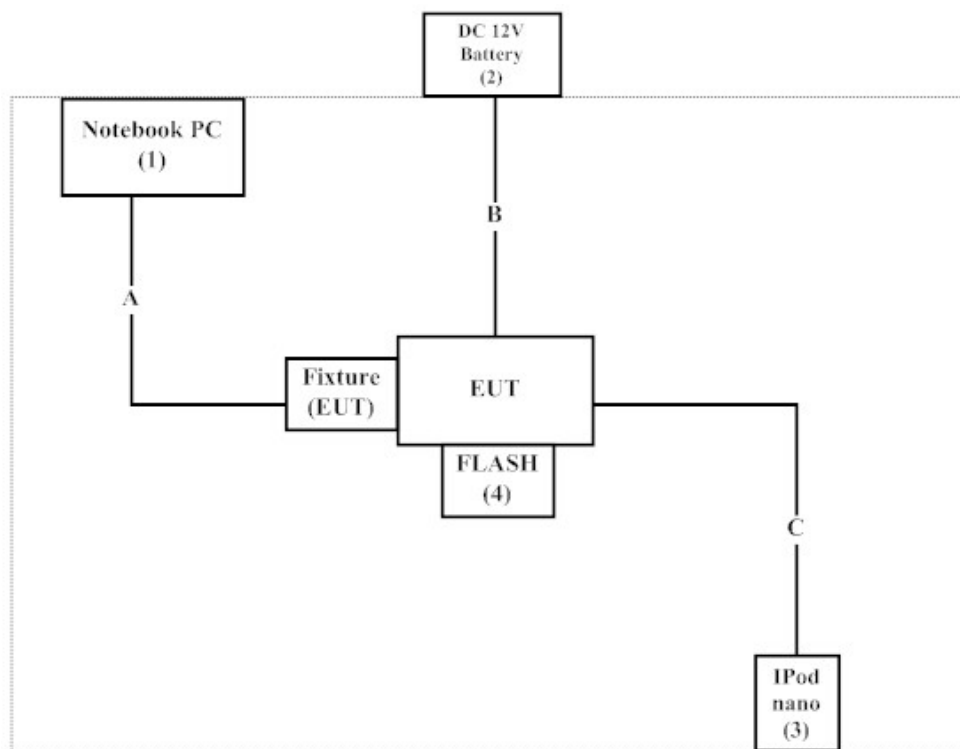 DC 12V
Battery
(2)
Notebook PC
(1)
B
A
Fixture
(EUT)
EUT
FLASH
(4)
C
IPod
nano
(3)